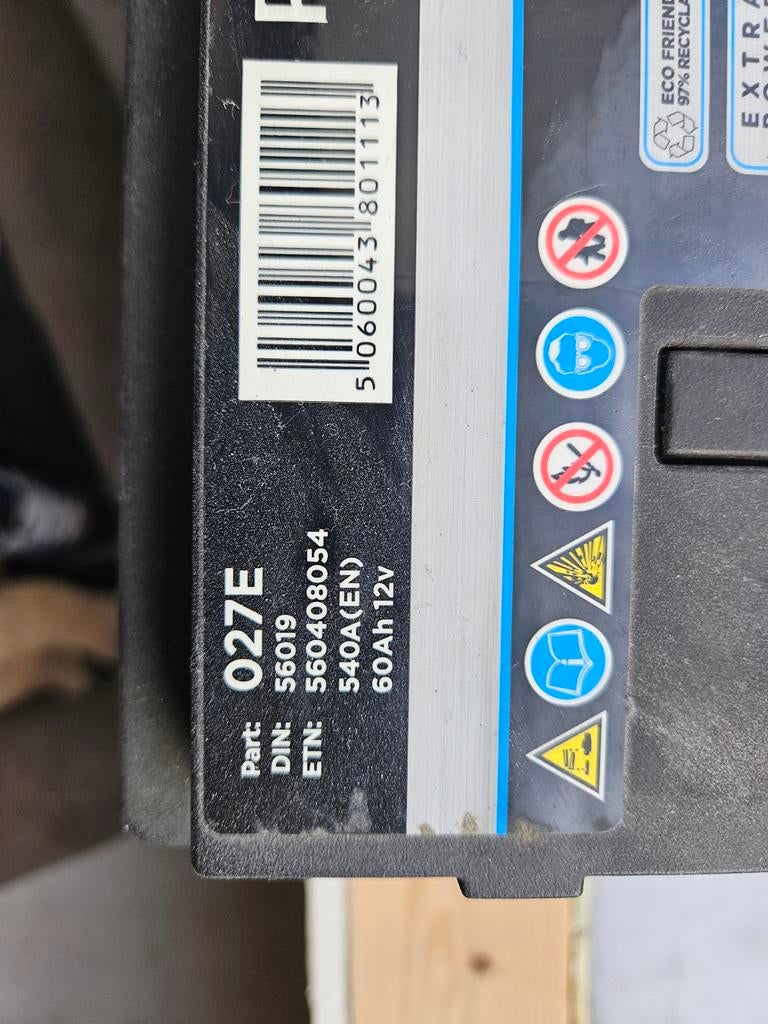 5 060043 801113
Part: 027E
DIN: 56019
ETN: 560408054
540A(EN)
60Ah 12v
ECO FRIEND
97% RECYCLA
EXTRA